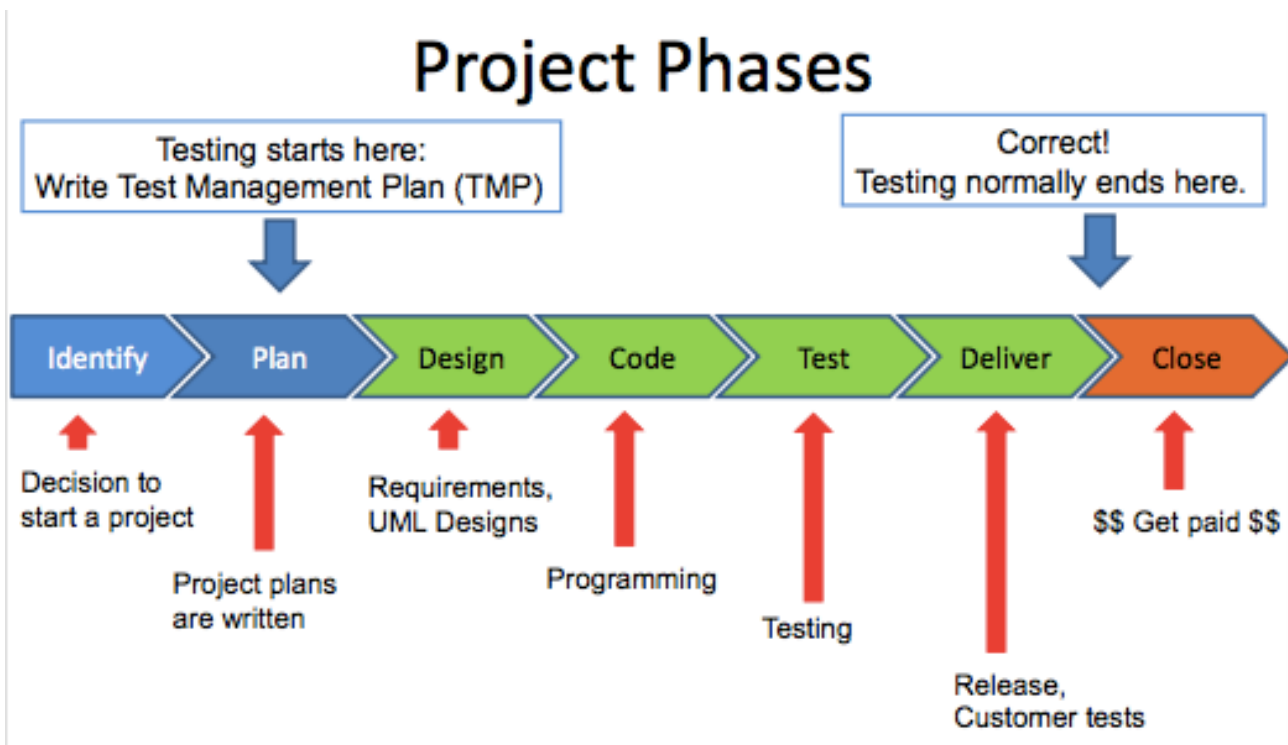 Project Phases
Testing starts here:
Write Test Management Plan (TMP)
Correct!
Testing normally ends here.
Identify
Plan
Design
Code
Test
Deliver
Close
Decision to
start a project
Project plans
are written
Requirements,
UML Designs
Programming
Testing
Release,
Customer tests
$$ Get paid $$